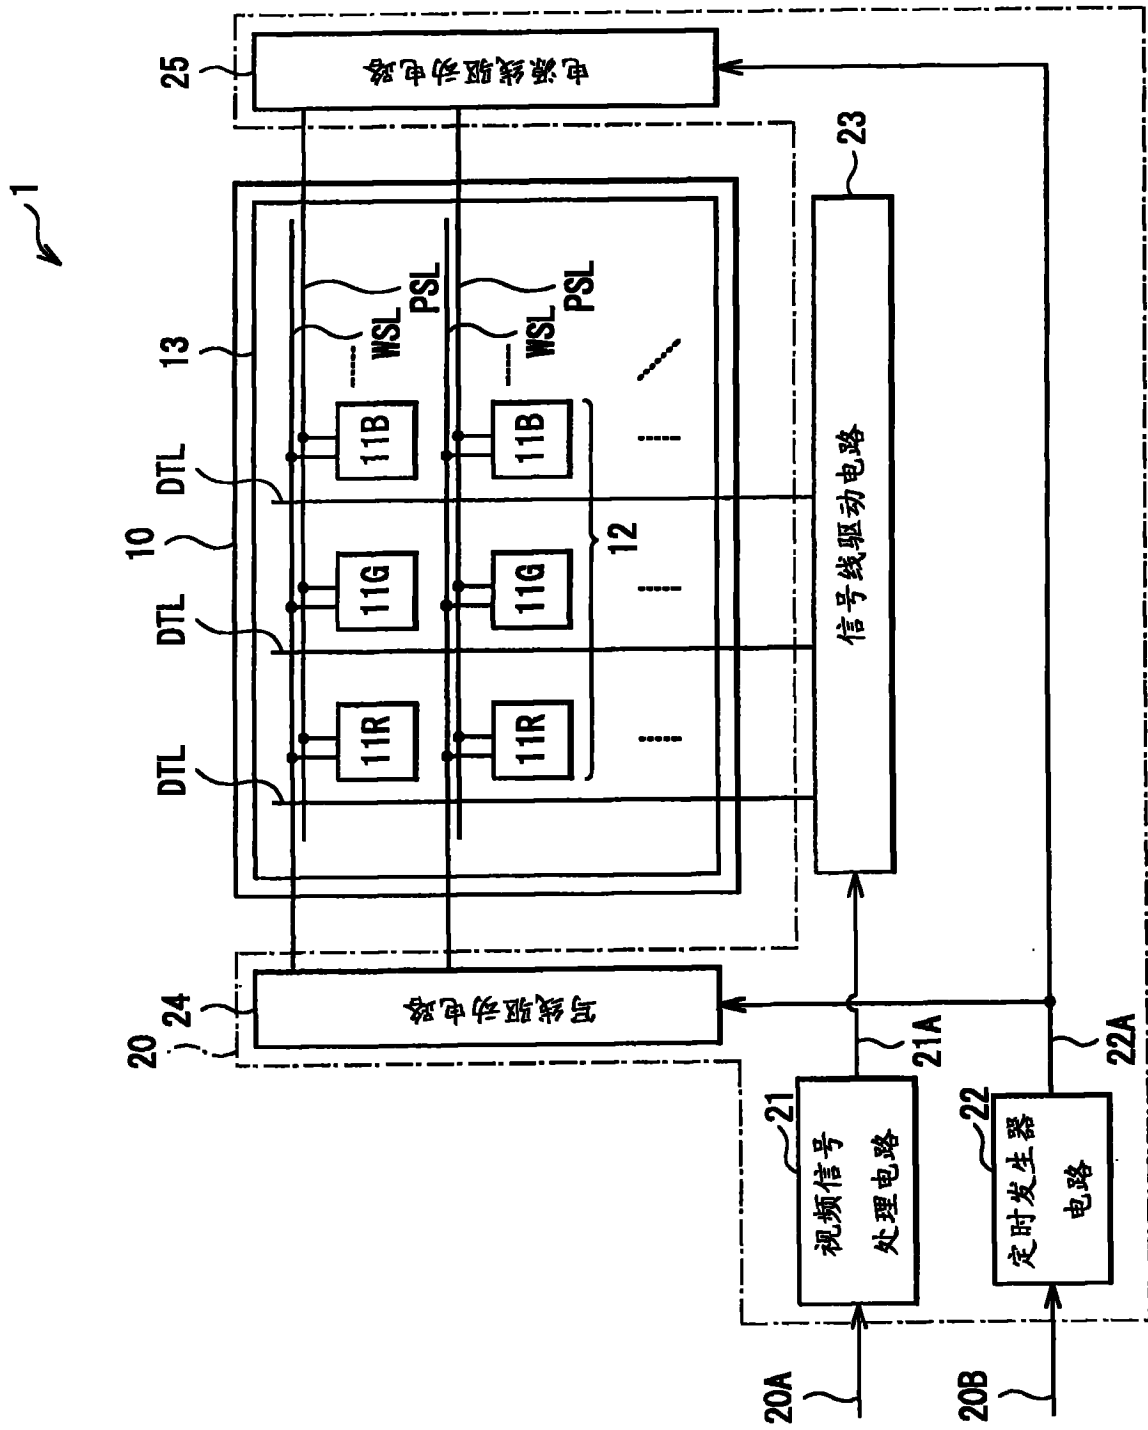 1
25
电源线驱动电路
13
10
DTL
DTL
DTL
PSL
WSL
PSL
WSL
11R
11G
11B
11R
11G
11B
12
23
信号线驱动电路
20
24
写线驱动电路
21
视频信号
处理电路
21A
22
定时发生器
电路
22A
20A
20B